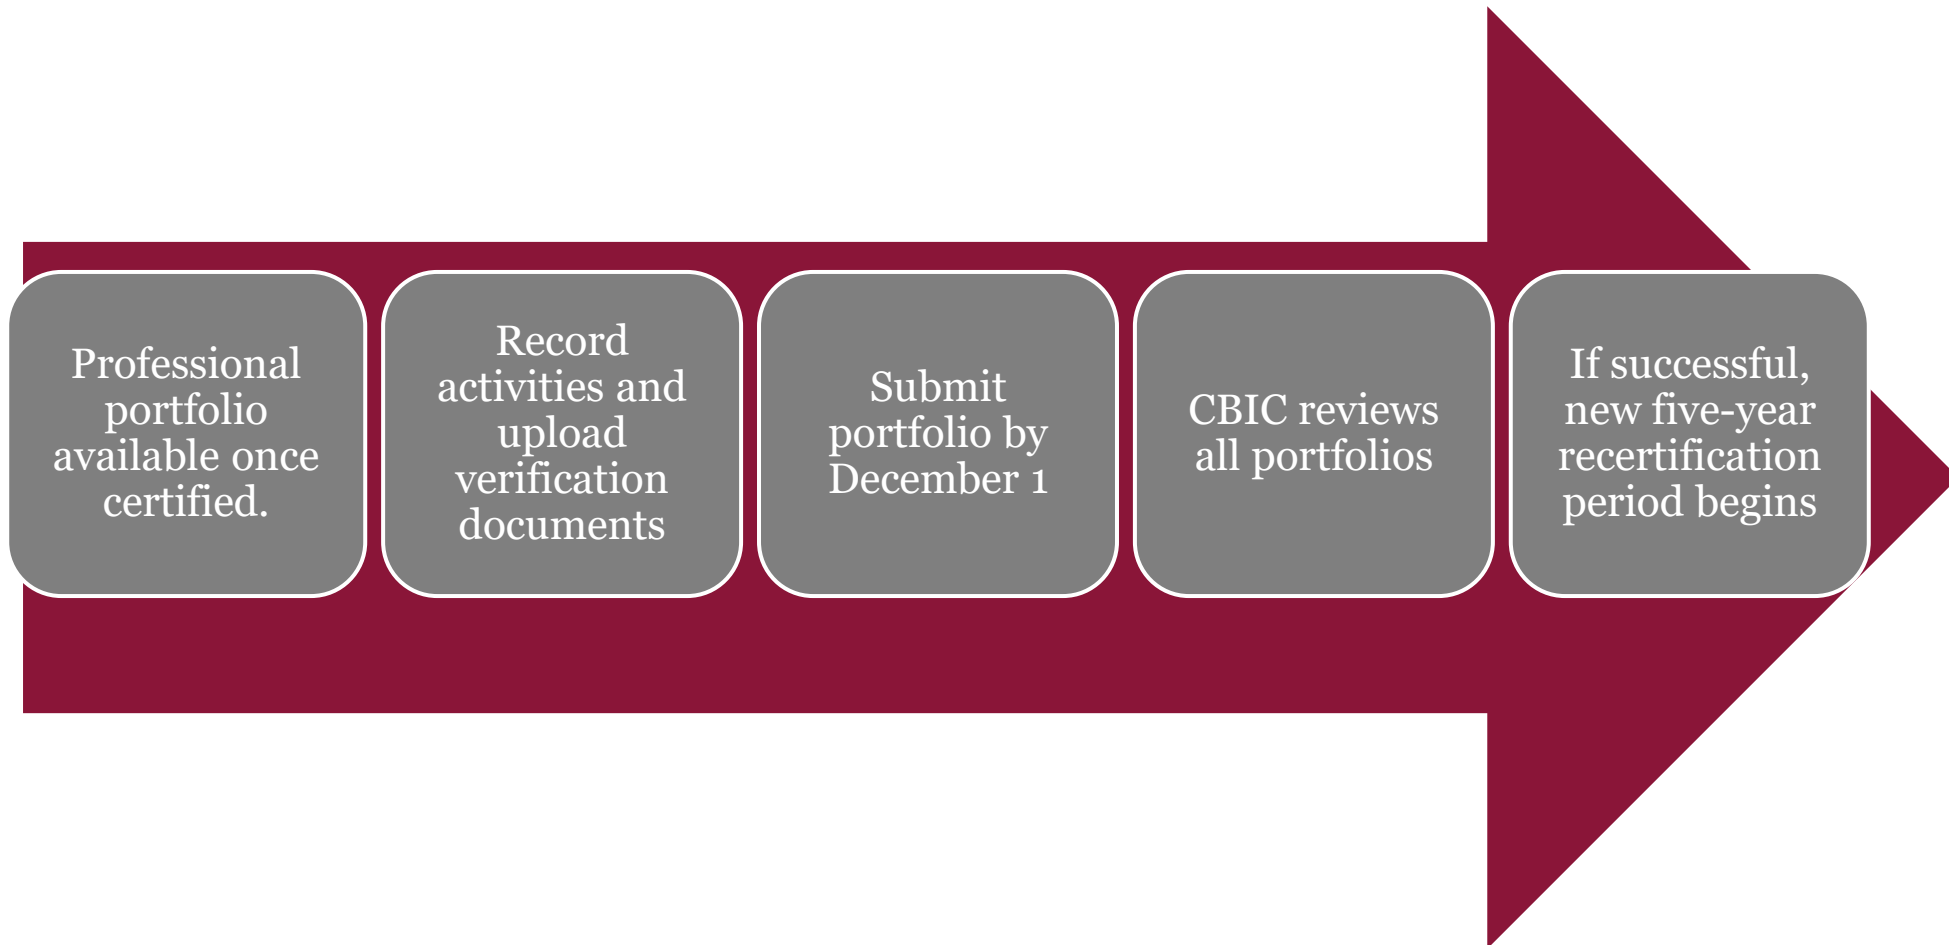 Professional
portfolio
available once
certified.
Record
activities and
upload
verification
documents
Submit
portfolio by
December 1
CBIC reviews
all portfolios
If successful,
new five-year
recertification
period begins